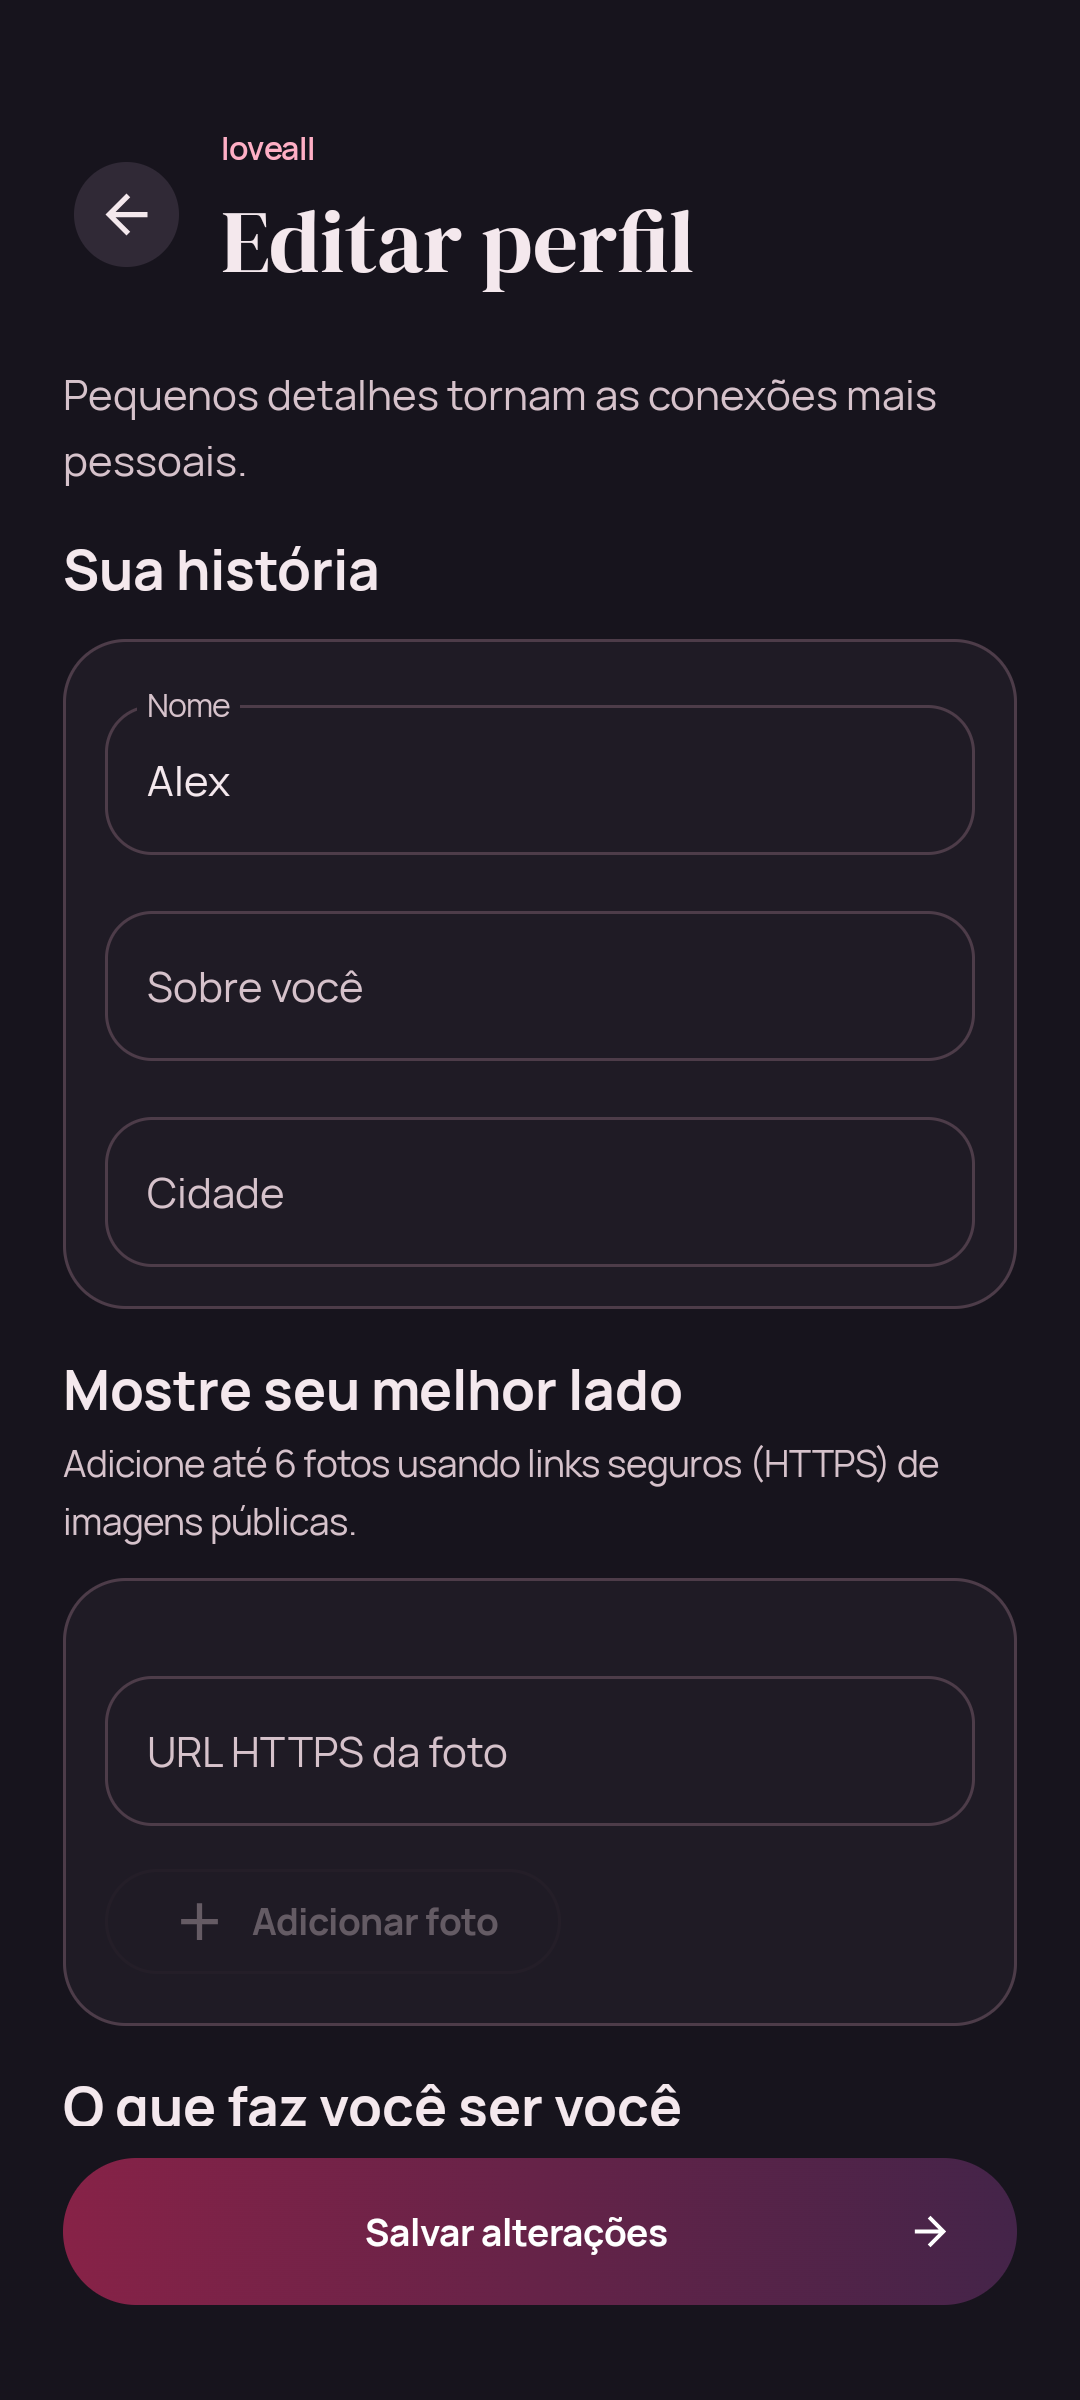 loveall
Editar perfil
Pequenos detalhes tornam as conexões mais
pessoais.
Sua história
Nome
Alex
Sobre você
Cidade
Mostre seu melhor lado
Adicione até 6 fotos usando links seguros (HTTPS) de
imagens públicas.
URL HTTPS da foto
Adicionar foto
O que faz você ser você
Salvar alterações